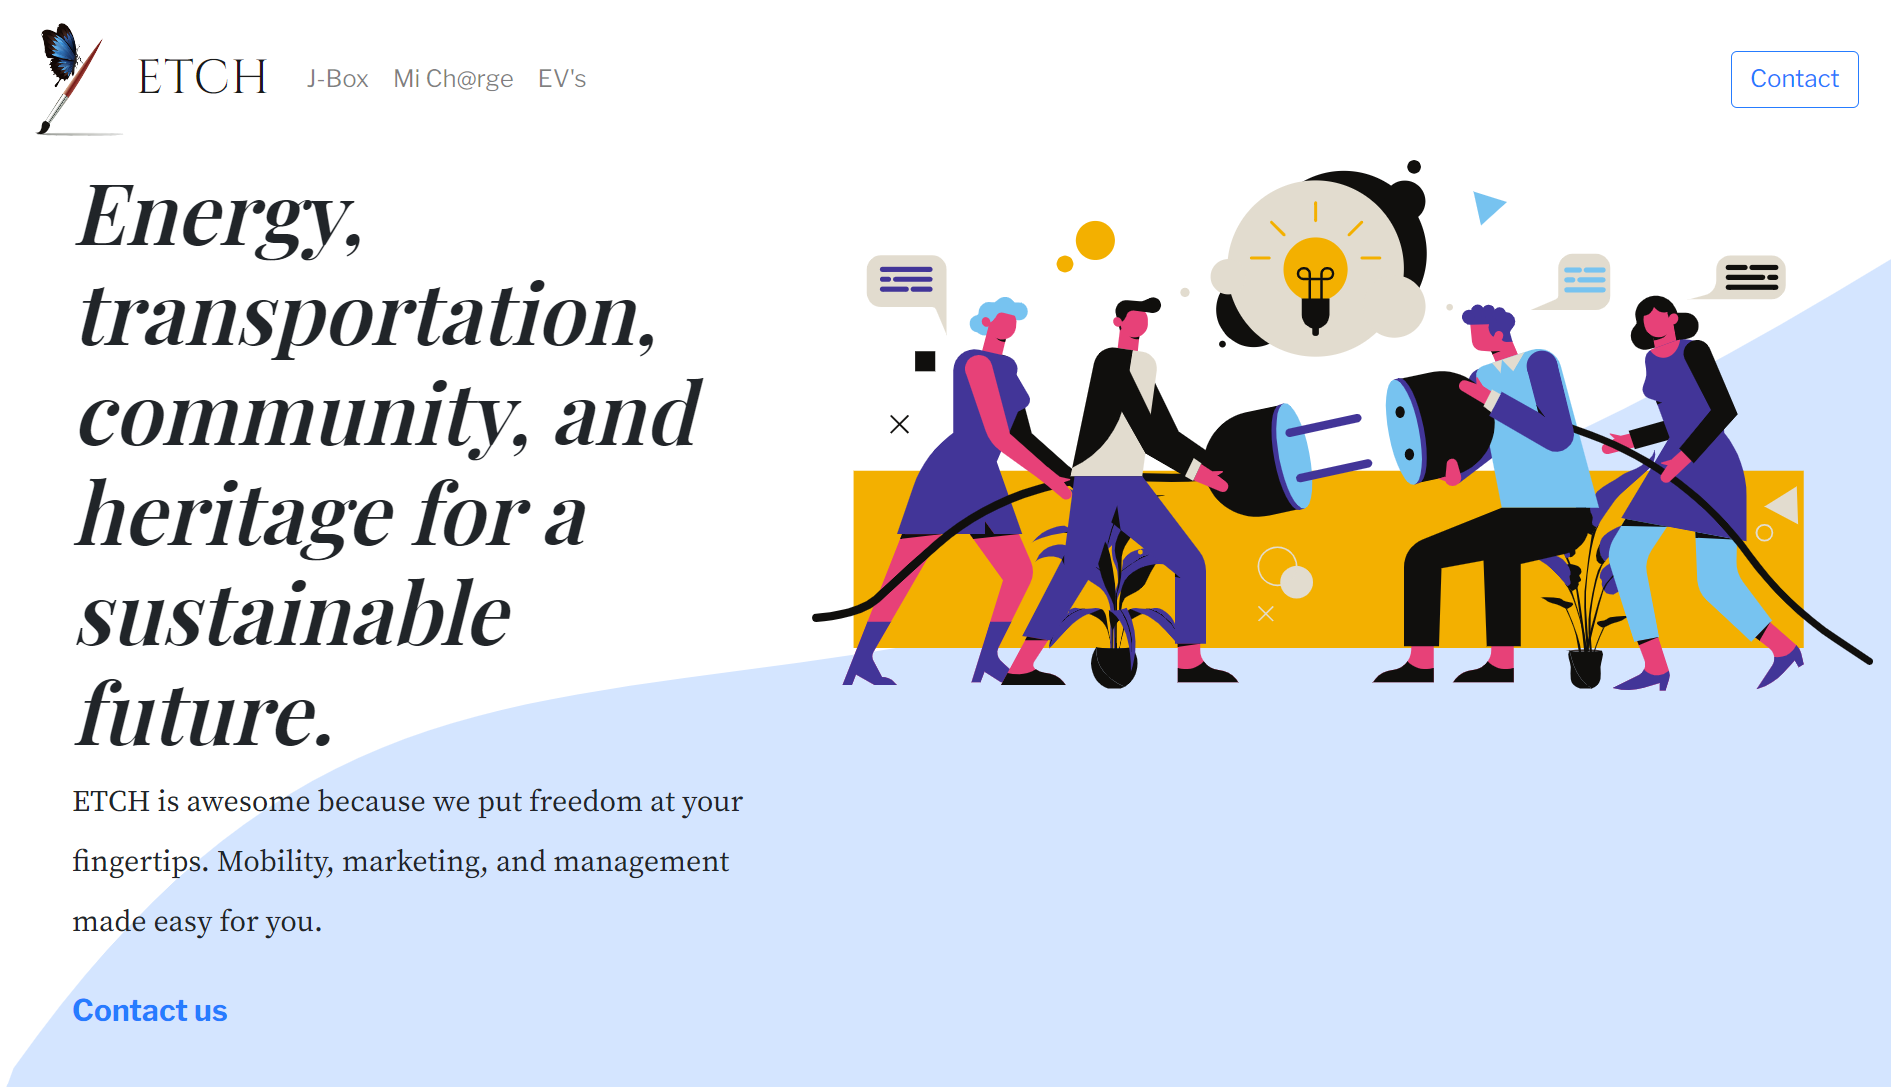 ETCH
J-Box
Mi Ch@rge
EV's
Contact
Energy,
transportation,
community, and
heritage for a
sustainable
future.
ETCH is awesome because we put freedom at your
fingertips. Mobility, marketing, and management
made easy for you.
Contact us